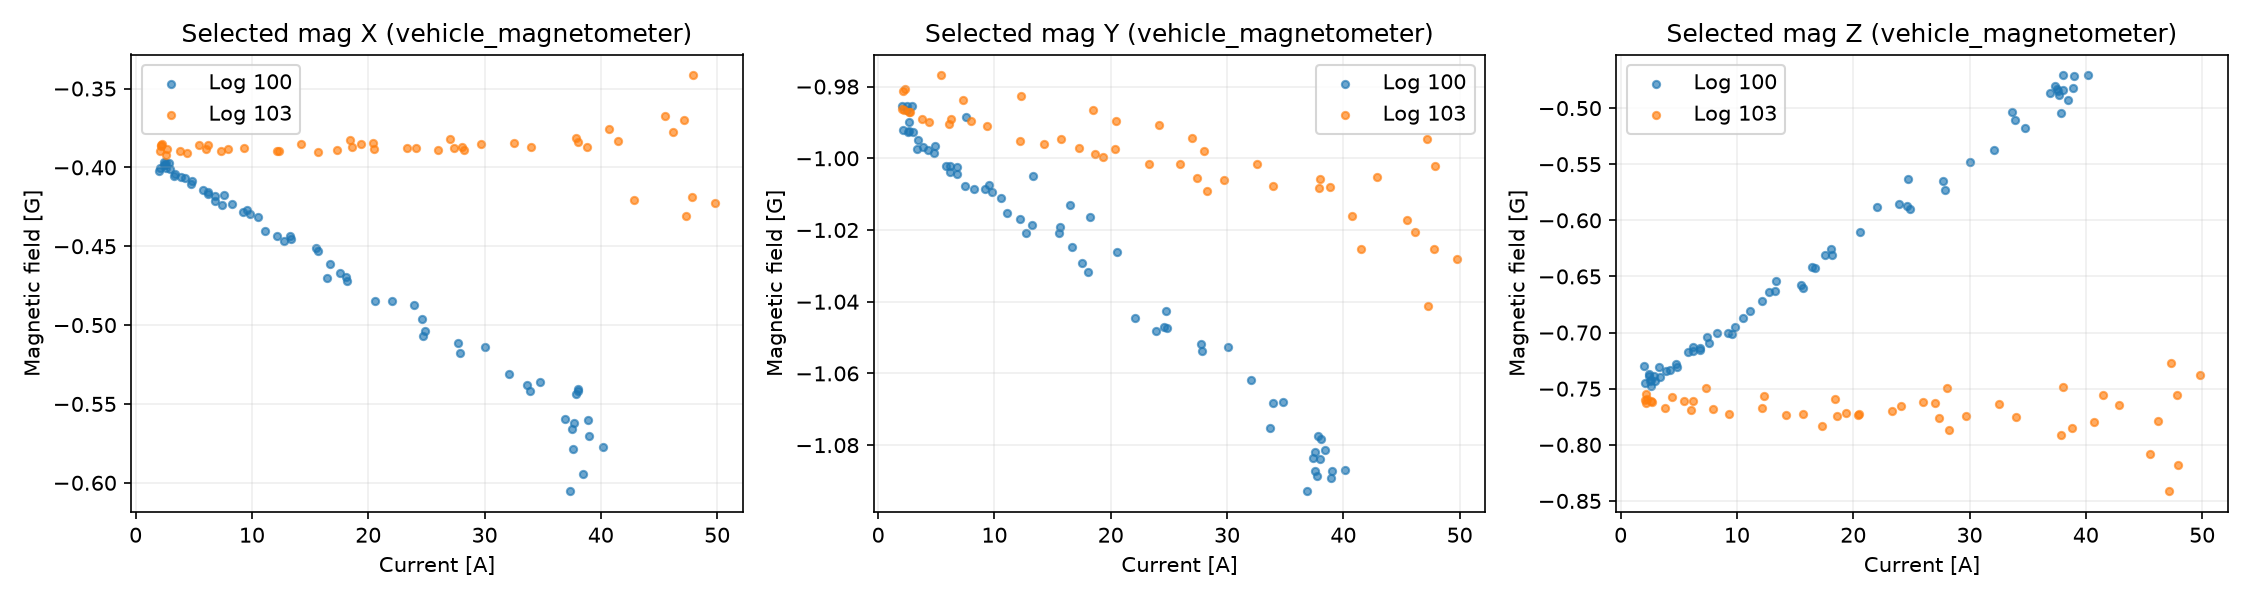 Selected mag X (vehicle_magnetometer)
Log 100
Log 103
−0.35
−0.40
−0.45
−0.50
−0.55
−0.60
Magnetic field [G]
0 10 20 30 40 50
Current [A]
Selected mag Y (vehicle_magnetometer)
Log 100
Log 103
−0.98
−1.00
−1.02
−1.04
−1.06
−1.08
Magnetic field [G]
0 10 20 30 40 50
Current [A]
Selected mag Z (vehicle_magnetometer)
Log 100
Log 103
−0.50
−0.55
−0.60
−0.65
−0.70
−0.75
−0.80
−0.85
Magnetic field [G]
0 10 20 30 40 50
Current [A]